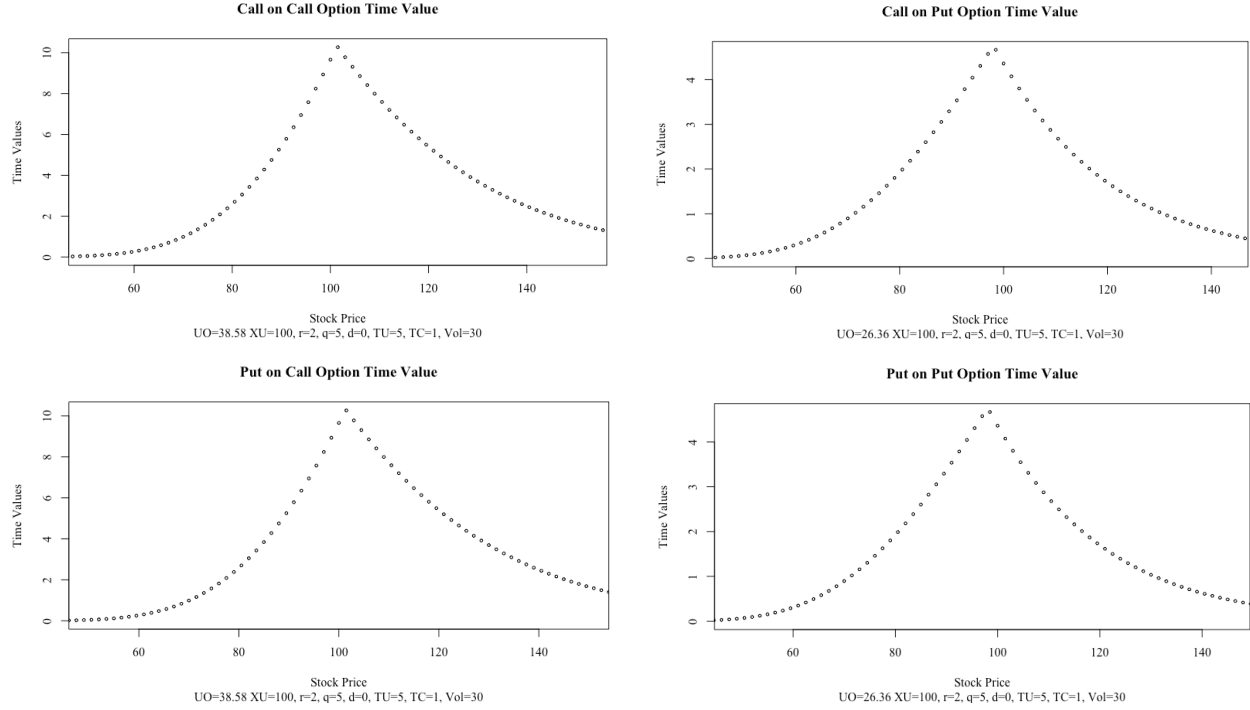 Call on Call Option Time Value
Time Values
0 2 4 6 8 10
60 80 100 120 140
Stock Price
UO=38.58 XU=100, r=2, q=5, d=0, TU=5, TC=1, Vol=30
Call on Put Option Time Value
Time Values
0 1 2 3 4
60 80 100 120 140
Stock Price
UO=26.36 XU=100, r=2, q=5, d=0, TU=5, TC=1, Vol=30
Put on Call Option Time Value
Time Values
0 2 4 6 8 10
60 80 100 120 140
Stock Price
UO=38.58 XU=100, r=2, q=5, d=0, TU=5, TC=1, Vol=30
Put on Put Option Time Value
Time Values
0 1 2 3 4
60 80 100 120 140
Stock Price
UO=26.36 XU=100, r=2, q=5, d=0, TU=5, TC=1, Vol=30